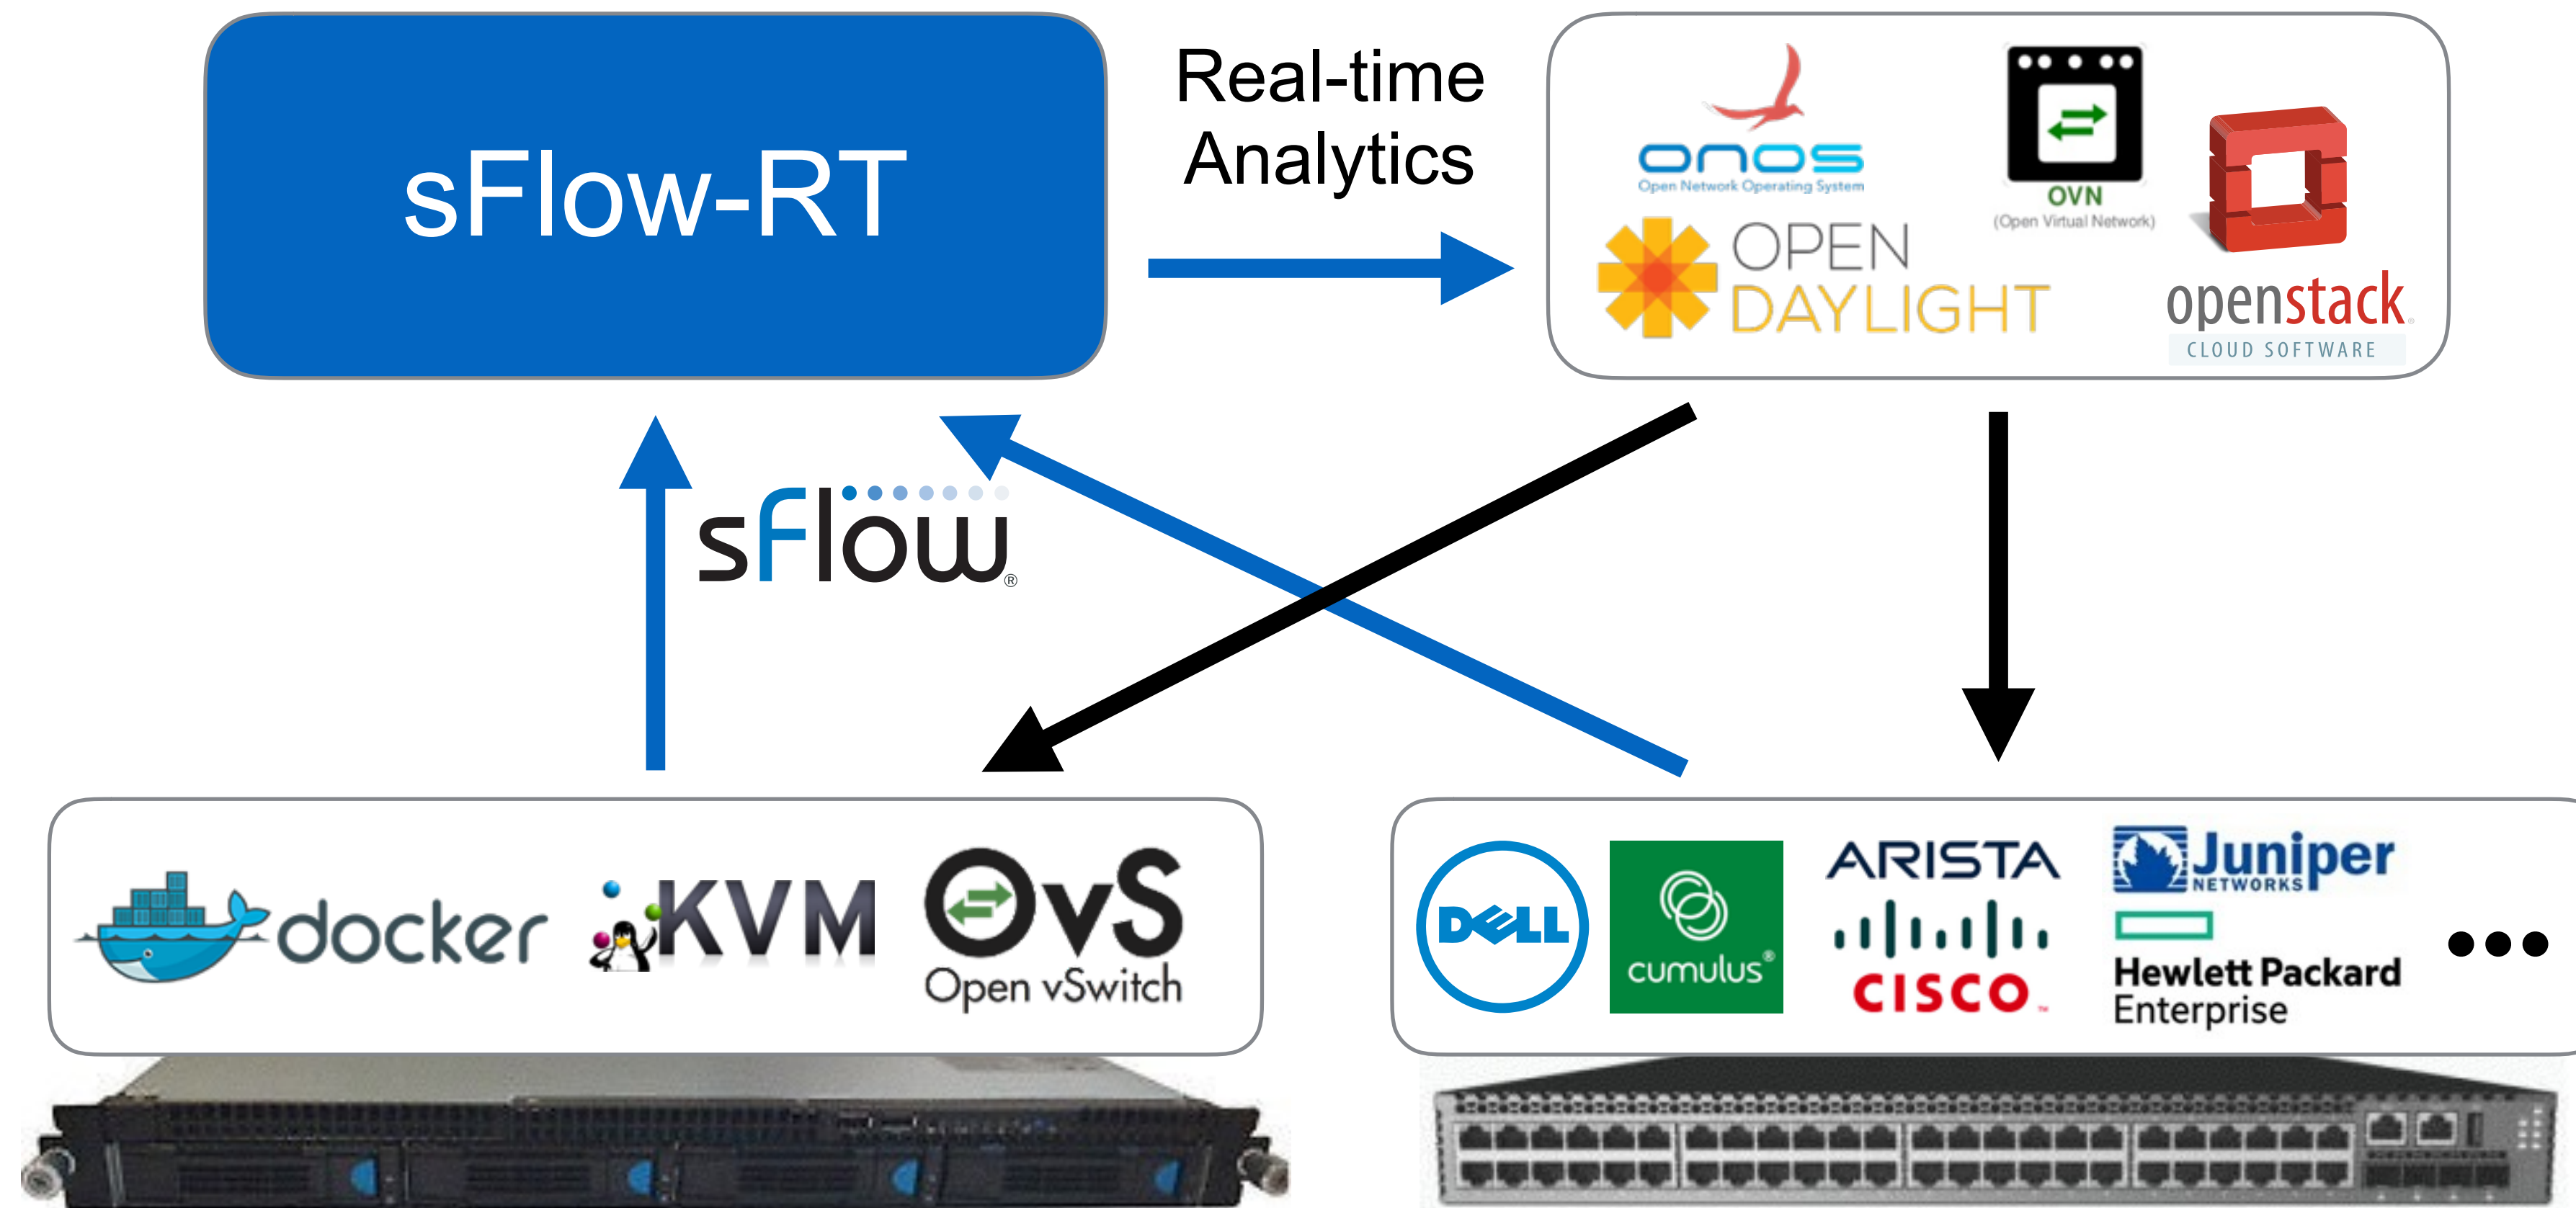 sFlow-RT
Real-time
Analytics
onos
Open Network Operating System
OVN
(Open Virtual Network)
OPEN
DAYLIGHT
openstack
CLOUD SOFTWARE
sFlow®
docker
KVM
OvS
Open vSwitch
DELL
cumulus®
ARISTA
CISCO™
Juniper
NETWORKS
Hewlett Packard
Enterprise
•••